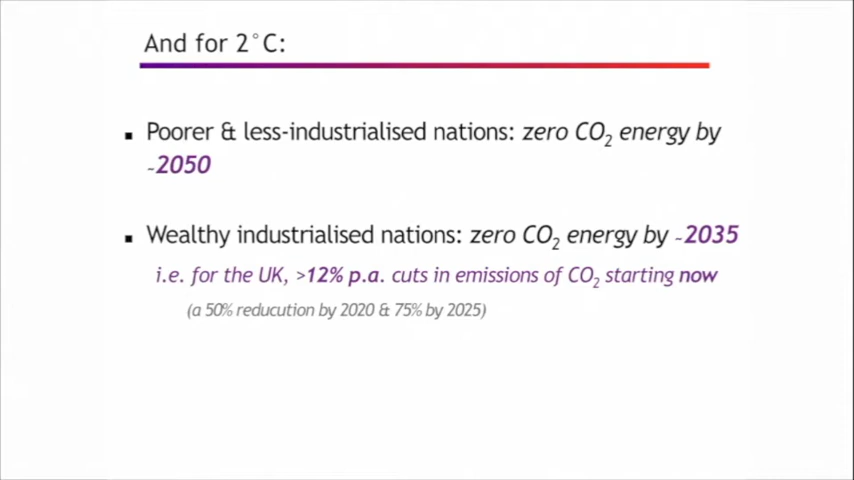 And for 2°C:
▪ Poorer & less-industrialised nations: zero CO₂ energy by
~2050
▪ Wealthy industrialised nations: zero CO₂ energy by ~2035
i.e. for the UK, >12% p.a. cuts in emissions of CO₂ starting now
(a 50% reducution by 2020 & 75% by 2025)